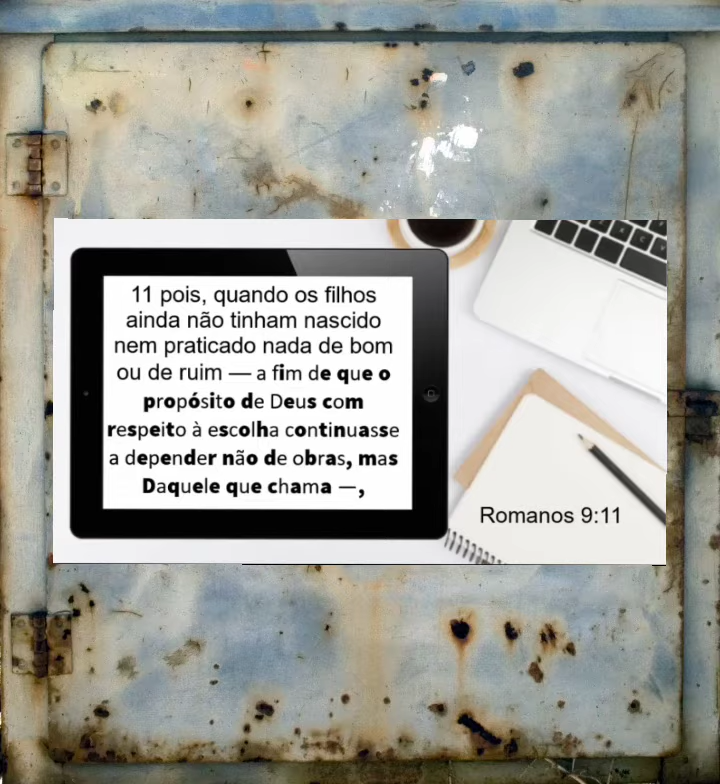 11 pois, quando os filhos
ainda não tinham nascido
nem praticado nada de bom
ou de ruim — a fim de que o
propósito de Deus com
respeito à escolha continuasse
a depender não de obras, mas
Daquele que chama —,
Romanos 9:11